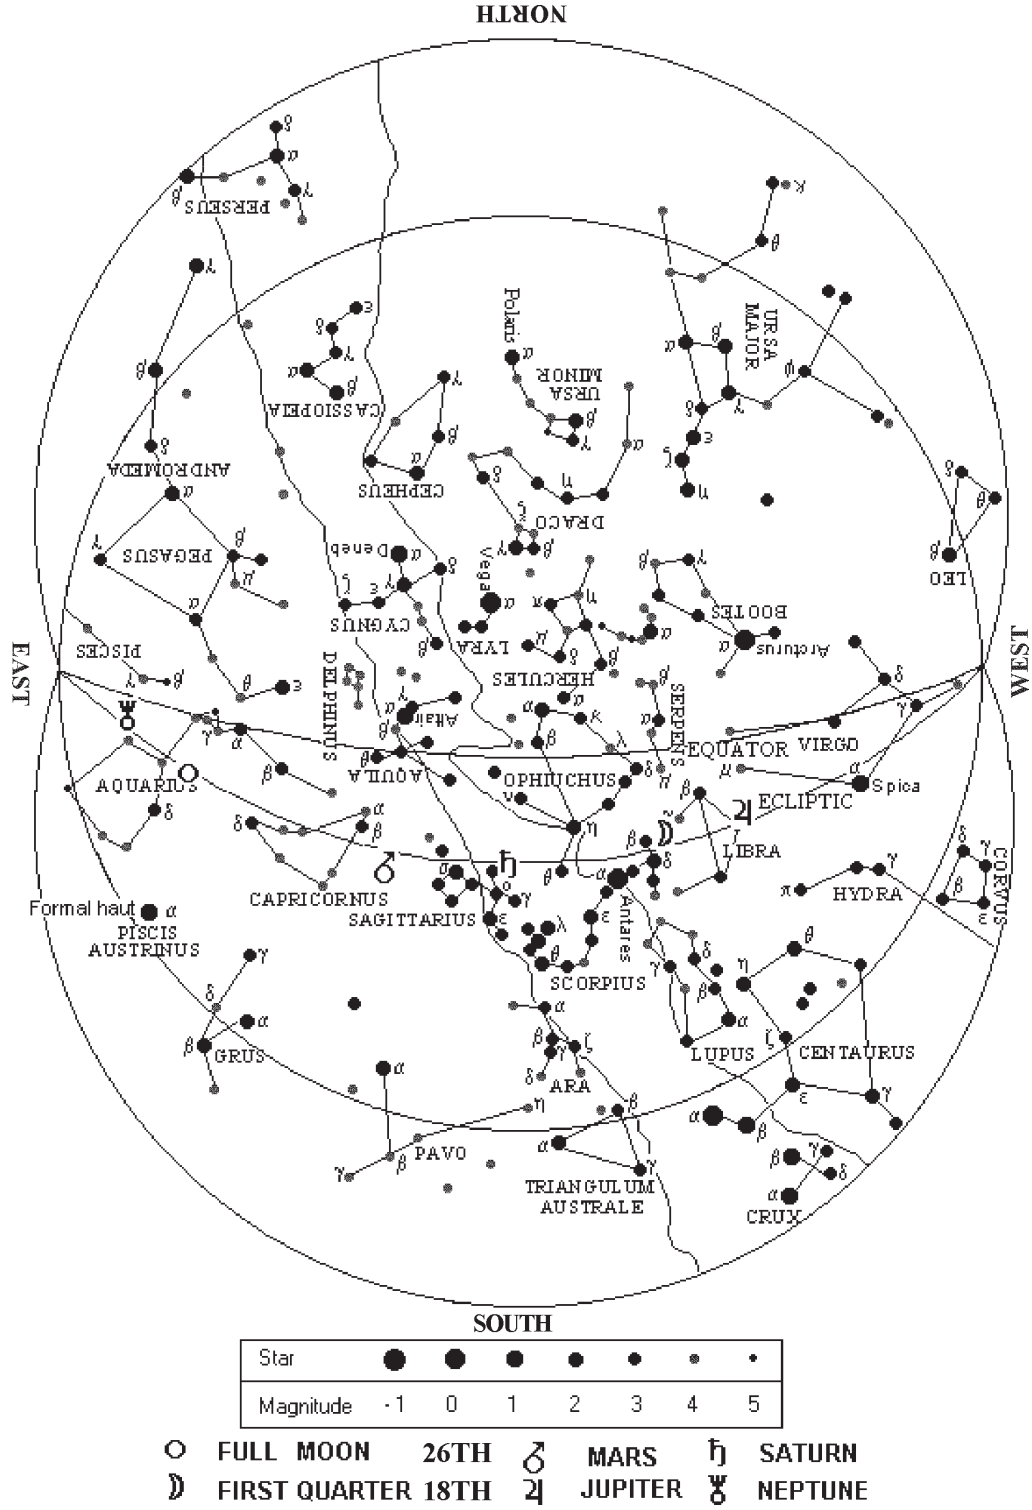 NORTH
δ
α
γ
β
PERSEUS
κ
θ
γ
ε
δ
γ
α
β
CASSIOPEIA
Polaris
α
URSA
MINOR
β
γ
URSA
MAJOR
α
β
γ
δ
ε
ζ
η
ψ
β
δ
ANDROMEDA
α
γ
β
α
CEPHEUS
α
δ
η
ζ
DRACO
γ
β
δ
θ
β
LEO
γ
PEGASUS
β
μ
α
α
Deneb
γ
δ
ε
ζ
CYGNUS
β
Vega
α
LYRA
π
η
μ
β
HERCULES
α
β
γ
BOOTES
α
Arcturus
EAST
WEST
PISCES
γ
β
θ
ε
DELPHINUS
α
γ
β
Altair
θ
AQUILA
α
β
κ
λ
SERPENS
α
μ
EQUATOR
VIRGO
δ
γ
γ
α
β
AQUARIUS
δ
OPHIUCHUS
ν
δ
η
θ
μ
α
Spica
ECLIPTIC
β
LIBRA
δ
α
β
CAPRICORNUS
σ
SAGITTARIUS
γ
ε
β
δ
α
Antares
ε
λ
θ
SCORPIUS
π
γ
HYDRA
δ
γ
β
ε
CORVUS
Formal haut
α
PISCIS
AUSTRINUS
γ
δ
α
β
GRUS
γ
δ
β
α
LUPUS
θ
η
ζ
CENTAURUS
ε
γ
α
β
α
β
ζ
γ
δ
ARA
α
η
β
PAVO
γ
β
α
γ
TRIANGULUM
AUSTRALE
β
γ
δ
α
CRUX
SOUTH
Star
Magnitude -1 0 1 2 3 4 5
FULL MOON 26TH ♂ MARS ♄ SATURN
FIRST QUARTER 18TH ♃ JUPITER NEPTUNE